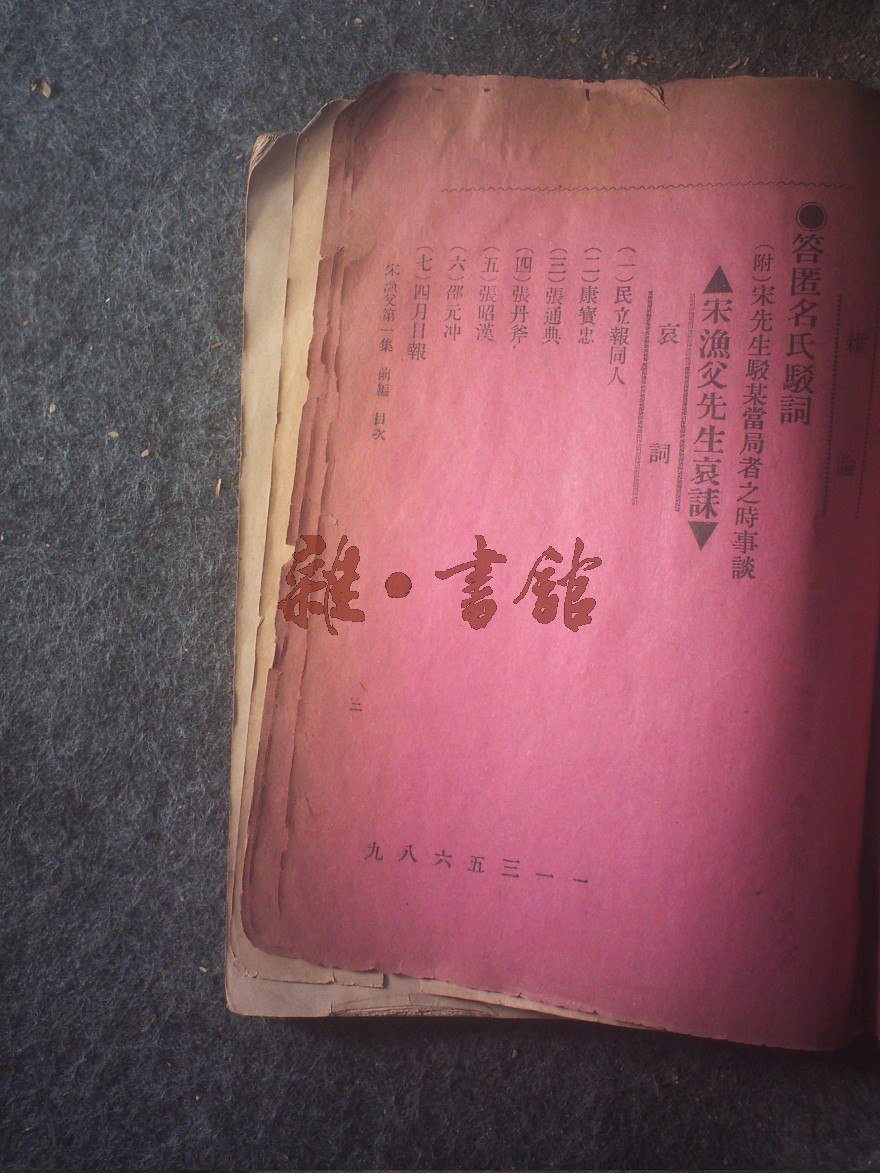 雜論
●答匿名氏駁詞
(附)宋先生駁某當局者之時事談
▲宋漁父先生哀誄▼
哀詞
(一)民立報同人 一
(二)康寶忠 一
(三)張通典 三
(四)張丹斧 五
(五)張昭漢 六
(六)邵元冲 八
(七)四月日報 九
宋漁父第一集 前編 目次 二
雜·書館